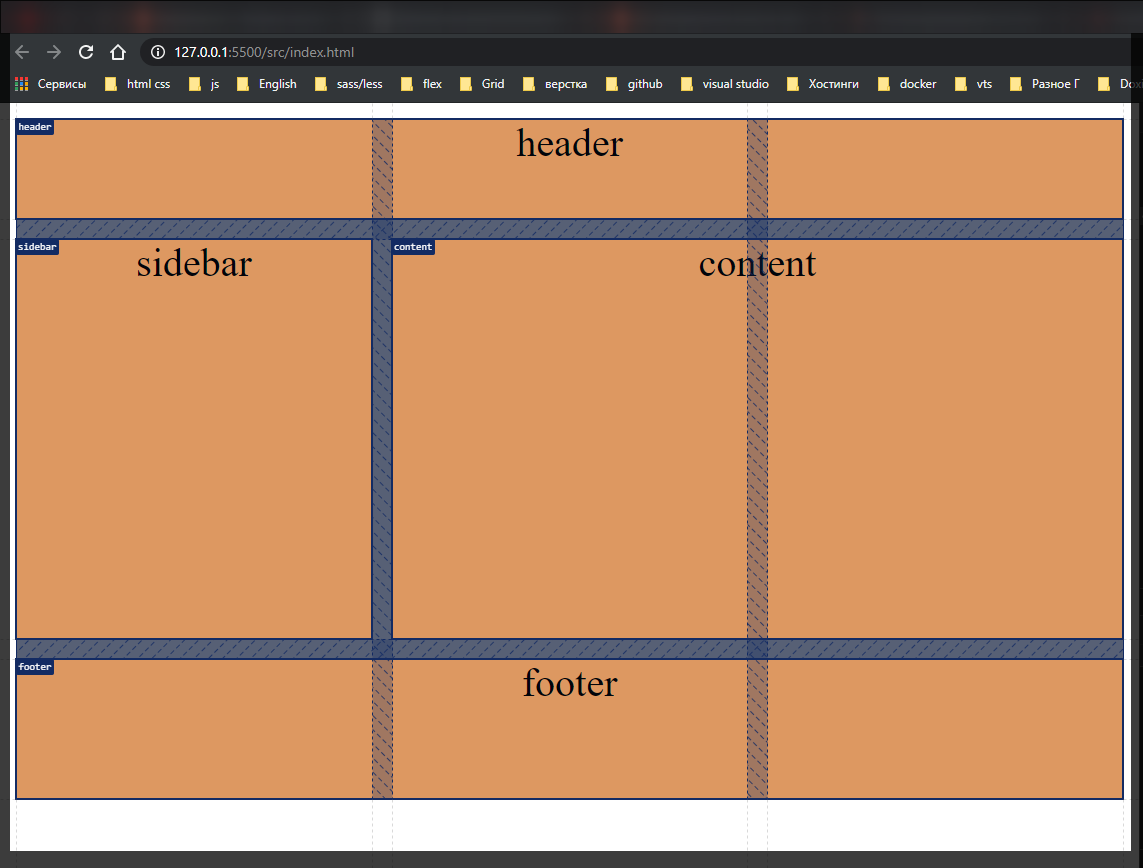 127.0.0.1:5500/src/index.html
Сервисы html css js English sass/less flex Grid верстка github visual studio Хостинги docker vts Разное Г
header
header
sidebar
content
sidebar
content
footer
footer